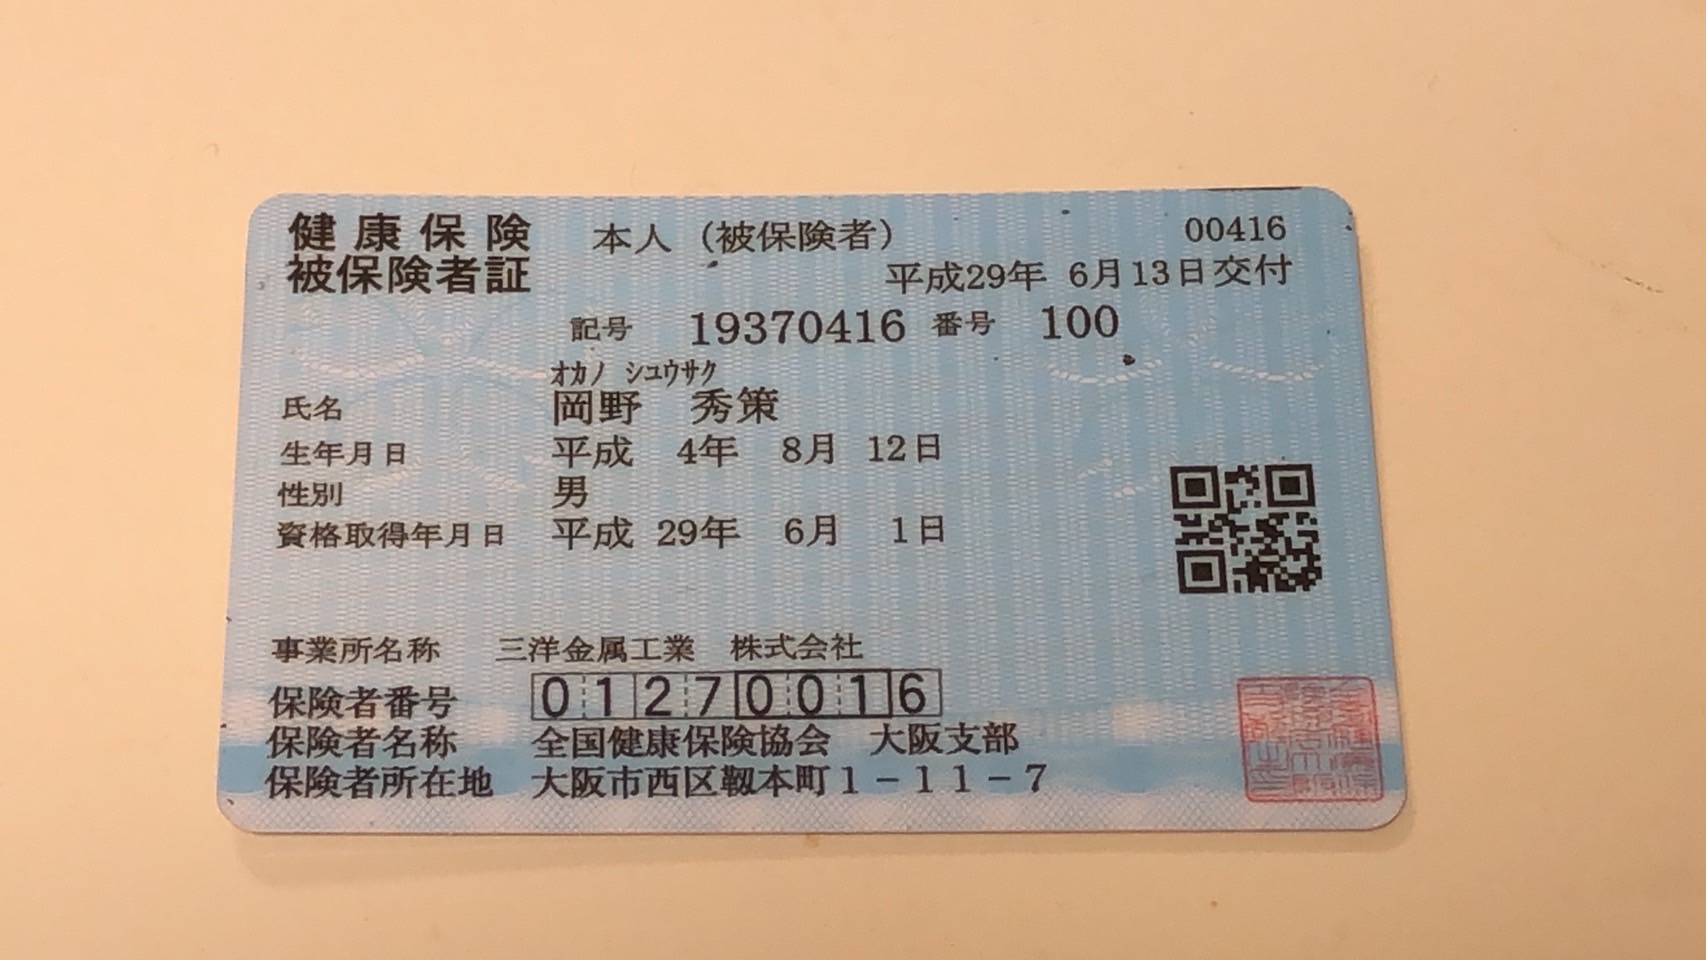 健康保険 本人（被保険者） 00416
被保険者証 平成29年 6月13日交付
記号 19370416 番号 100
オカノ シユウサク
氏名 岡野 秀策
生年月日 平成 4年 8月 12日
性別 男
資格取得年月日 平成 29年 6月 1日
事業所名称 三洋金属工業 株式会社
保険者番号 01270016
保険者名称 全国健康保険協会 大阪支部
保険者所在地 大阪市西区靱本町1－11－7